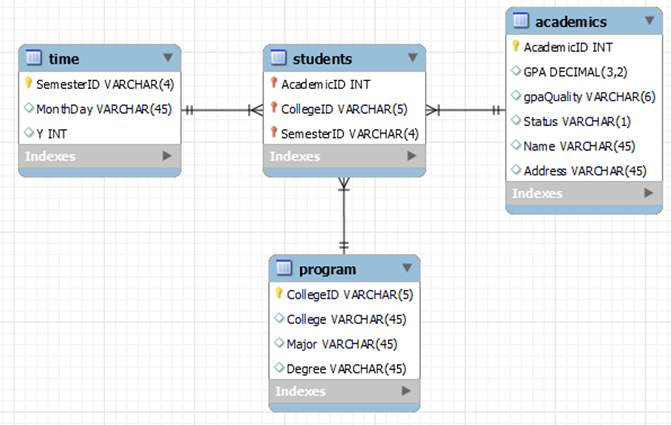 time
SemesterID VARCHAR(4)
MonthDay VARCHAR(45)
Y INT
Indexes
students
AcademicID INT
CollegeID VARCHAR(5)
SemesterID VARCHAR(4)
Indexes
academics
AcademicID INT
GPA DECIMAL(3,2)
gpaQuality VARCHAR(6)
Status VARCHAR(1)
Name VARCHAR(45)
Address VARCHAR(45)
Indexes
program
CollegeID VARCHAR(5)
College VARCHAR(45)
Major VARCHAR(45)
Degree VARCHAR(45)
Indexes